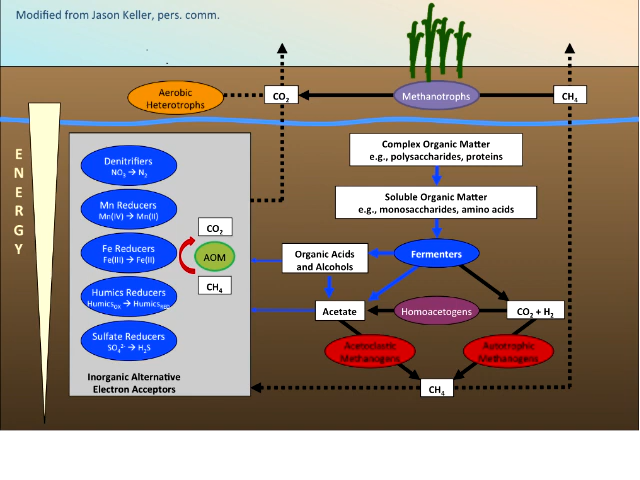 Modified from Jason Keller, pers. comm.
Aerobic
Heterotrophs
CO₂
Methanotrophs
CH₄
ENERGY
Complex Organic Matter
e.g., polysaccharides, proteins
Denitrifiers
NO₃ → N₂
Soluble Organic Matter
e.g., monosaccharides, amino acids
Mn Reducers
Mn(IV) → Mn(II)
CO₂
Fe Reducers
Fe(III) → Fe(II)
AOM
Organic Acids
and Alcohols
Fermenters
CH₄
Humics Reducers
Humicsₒₓ → Humics_RED
Acetate
Homoacetogens
CO₂ + H₂
Sulfate Reducers
SO₄²⁻ → H₂S
Acetoclastic
Methanogens
Autotrophic
Methanogens
Inorganic Alternative
Electron Acceptors
CH₄